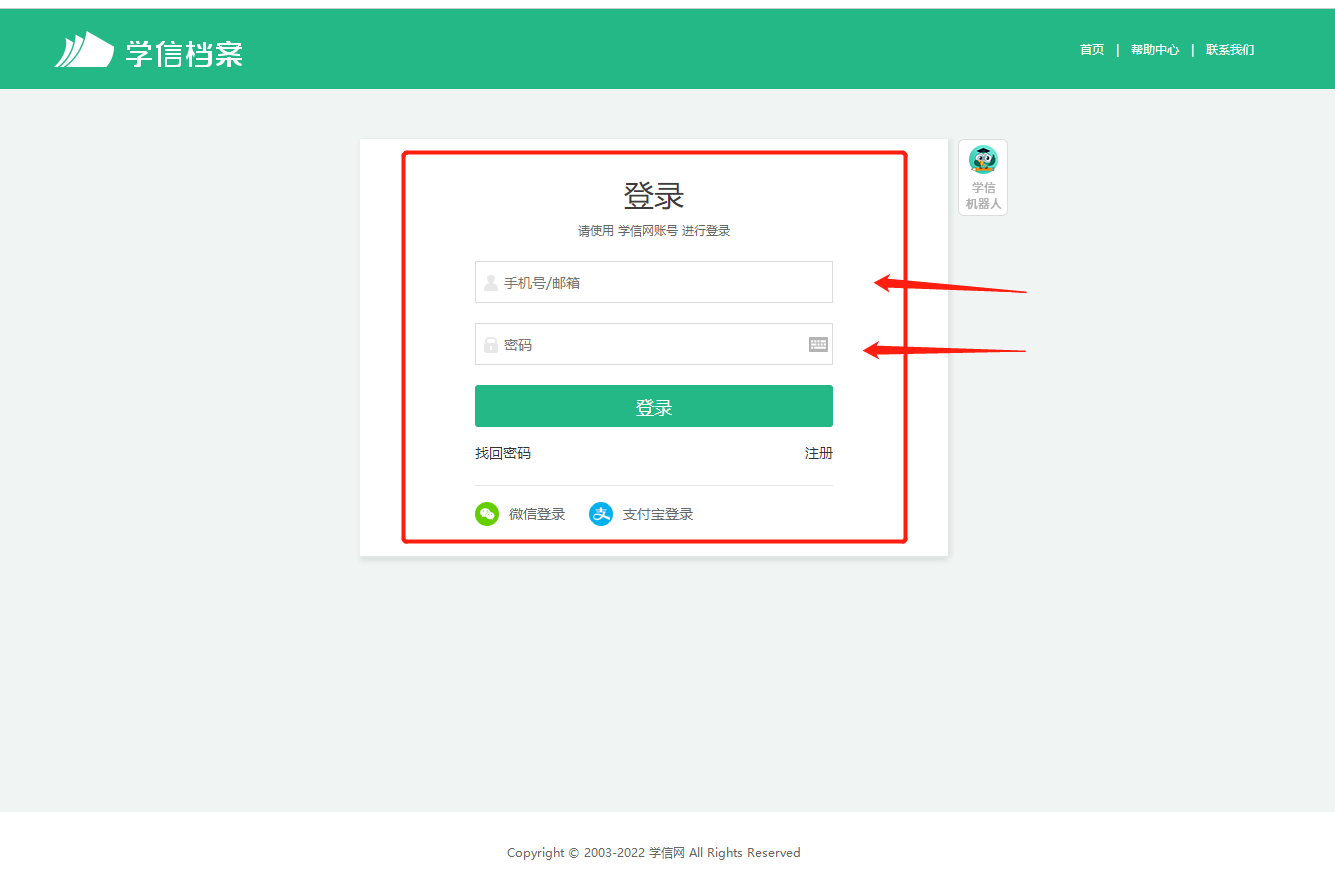 学信档案
首页 | 帮助中心 | 联系我们
登录
请使用 学信网账号 进行登录
手机号/邮箱
密码
登录
找回密码 注册
微信登录 支付宝登录
学信
机器人
Copyright © 2003-2022 学信网 All Rights Reserved